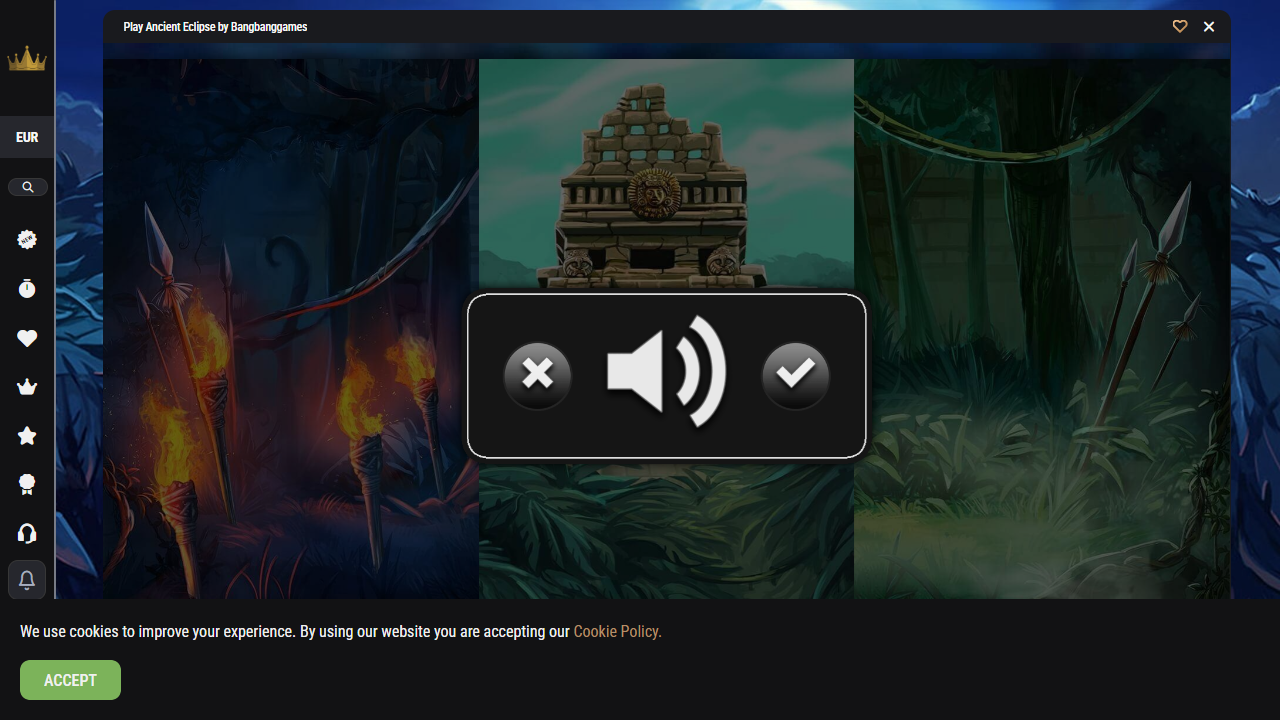 Play Ancient Eclipse by Bangbanggames
EUR
NEW
We use cookies to improve your experience. By using our website you are accepting our Cookie Policy.
ACCEPT